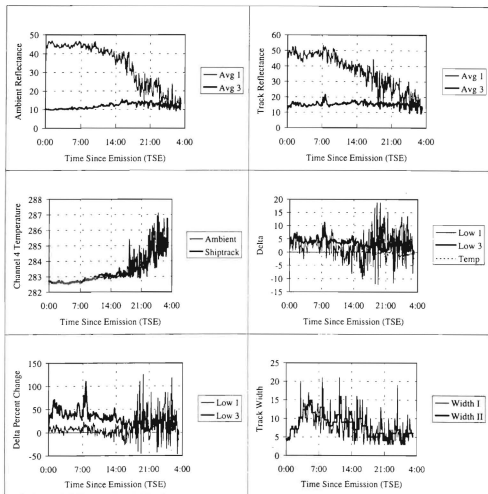 Ambient Reflectance
50
40
30
20
10
0
0:00 7:00 14:00 21:00 4:00
Time Since Emission (TSE)
Avg 1
Avg 3
Track Reflectance
60
50
40
30
20
10
0
0:00 7:00 14:00 21:00 4:00
Time Since Emission (TSE)
Avg 1
Avg 3
Channel 4 Temperature
288
287
286
285
284
283
282
0:00 7:00 14:00 21:00 4:00
Time Since Emission (TSE)
Ambient
Shiptrack
Delta
20
15
10
5
0
-5
-10
-15
0:00 7:00 14:00 21:00 4:00
Time Since Emission (TSE)
Low 1
Low 3
Temp
Delta Percent Change
150
100
50
0
-50
0:00 7:00 14:00 21:00 4:00
Time Since Emission (TSE)
Low 1
Low 3
Track Width
25
20
15
10
5
0
0:00 7:00 14:00 21:00 4:00
Time Since Emission (TSE)
Width I
Width II